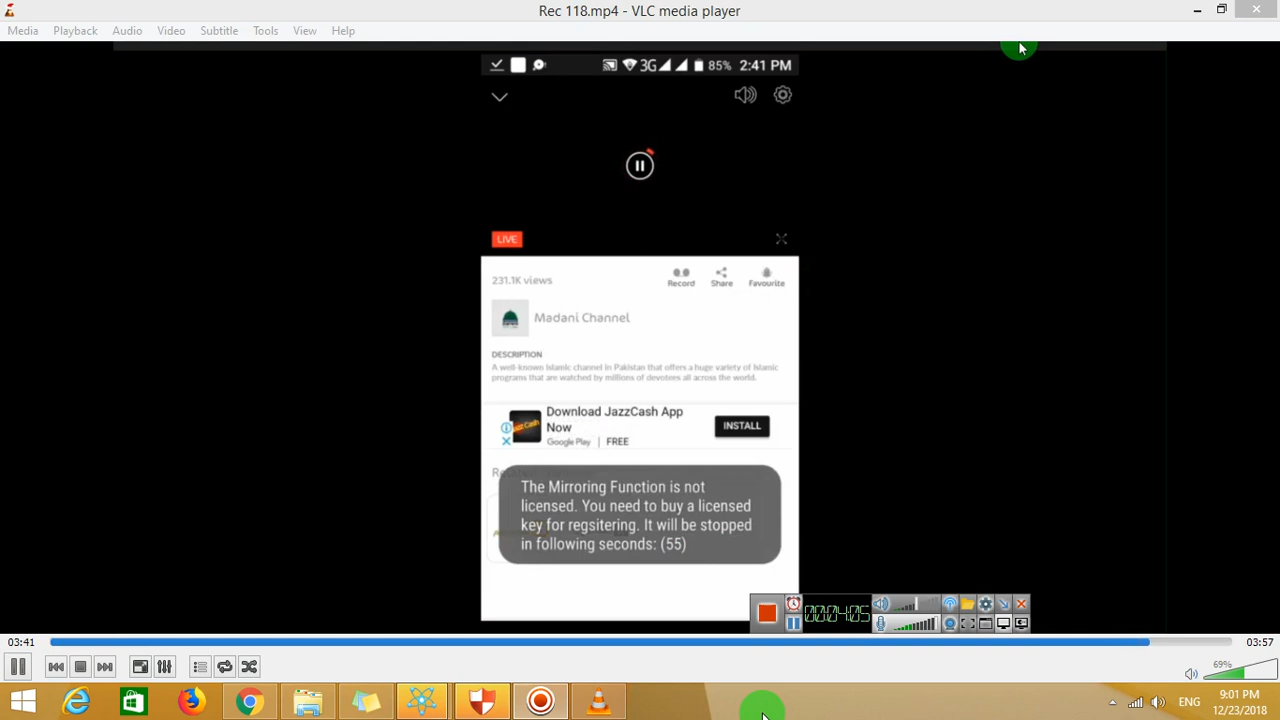 Rec 118.mp4 - VLC media player
Media Playback Audio Video Subtitle Tools View Help
3G 85% 2:41 PM
LIVE
231.1K views
Record Share Favourite
Madani Channel
DESCRIPTION
A well-known Islamic channel in Pakistan that offers a huge variety of Islamic
programs that are watched by millions of devotees all across the world.
Download JazzCash App
Now
Google Play | FREE
INSTALL
The Mirroring Function is not
licensed. You need to buy a licensed
key for regsitering. It will be stopped
in following seconds: (55)
00:04:05
03:41 03:57
69%
ENG
9:01 PM
12/23/2018